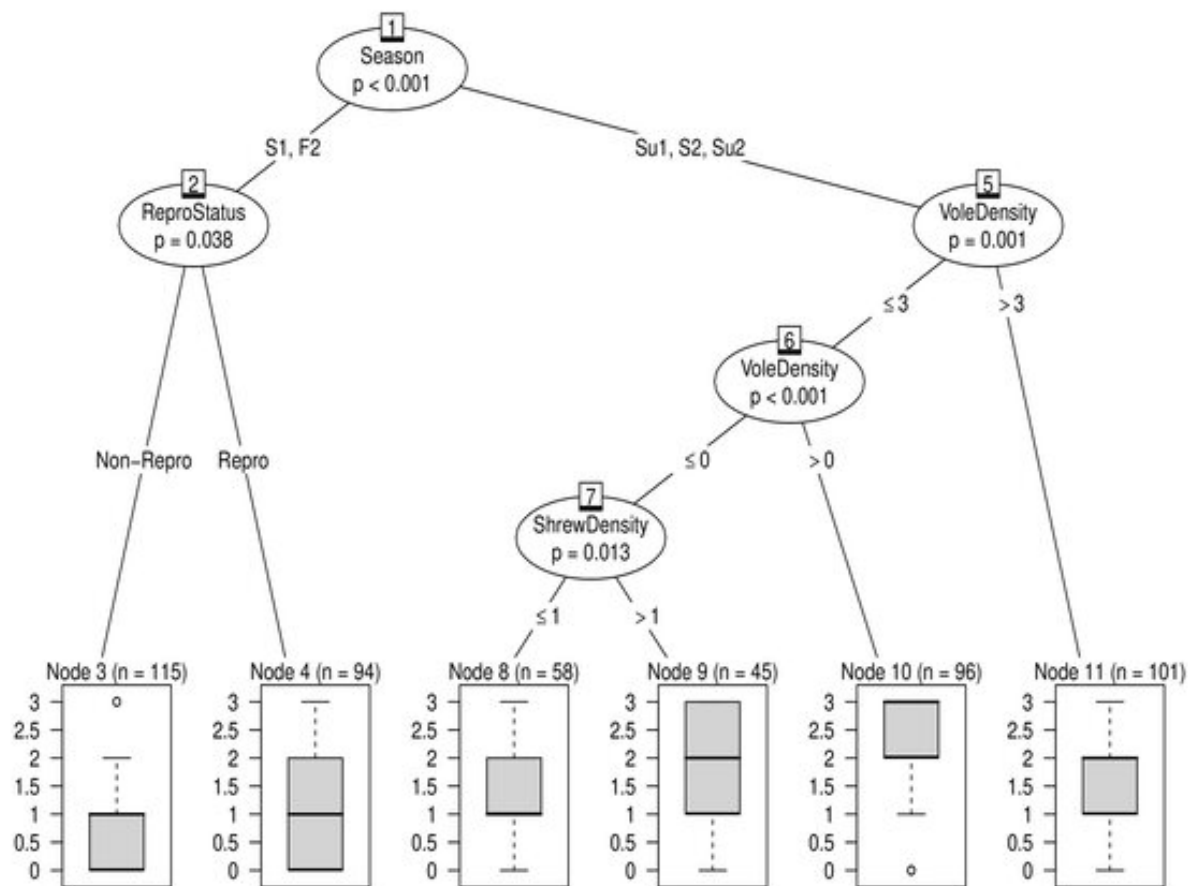 1
Season
p < 0.001
S1, F2
Su1, S2, Su2
2
ReproStatus
p = 0.038
5
VoleDensity
p = 0.001
≤ 3
> 3
6
VoleDensity
p < 0.001
Non−Repro
Repro
≤ 0
> 0
7
ShrewDensity
p = 0.013
≤ 1
> 1
Node 3 (n = 115)
3
2.5
2
1.5
1
0.5
0
Node 4 (n = 94)
3
2.5
2
1.5
1
0.5
0
Node 8 (n = 58)
3
2.5
2
1.5
1
0.5
0
Node 9 (n = 45)
3
2.5
2
1.5
1
0.5
0
Node 10 (n = 96)
3
2.5
2
1.5
1
0.5
0
Node 11 (n = 101)
3
2.5
2
1.5
1
0.5
0